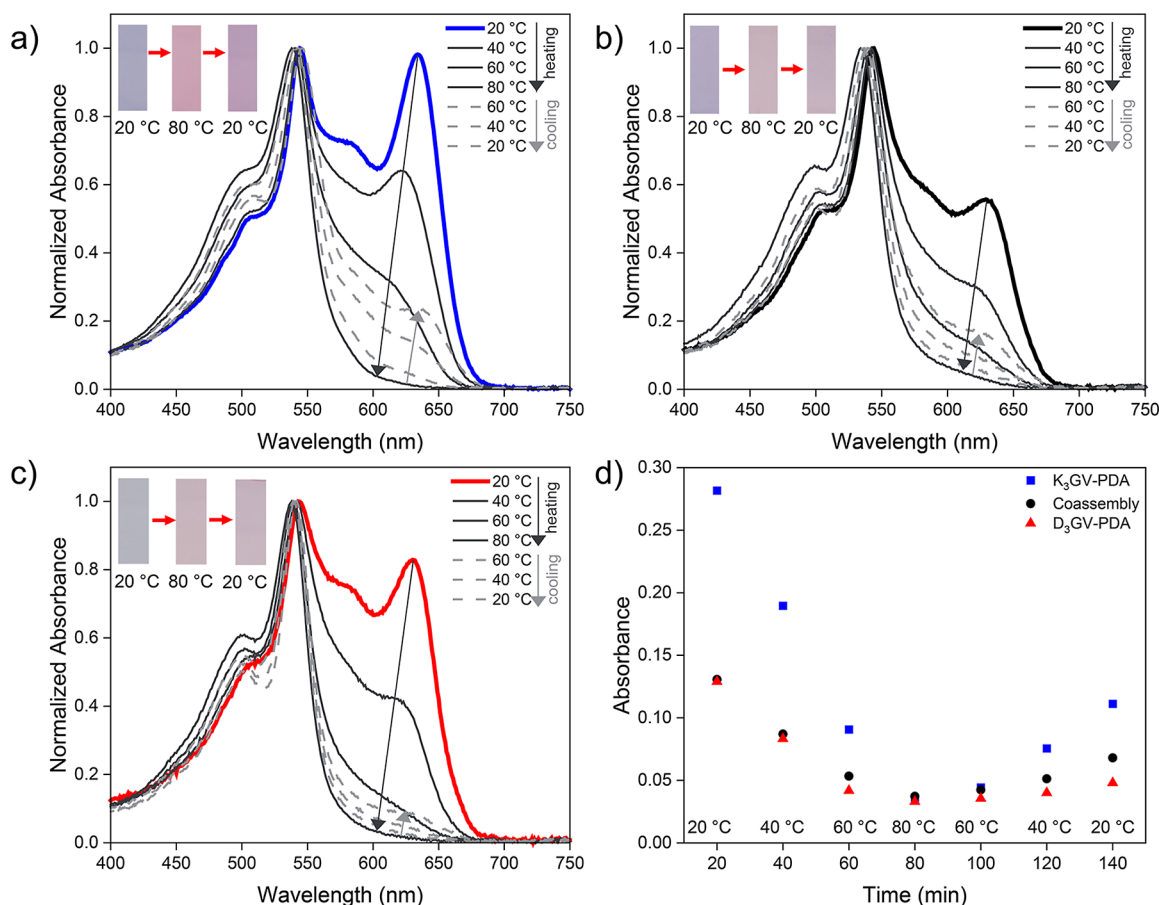 a)
20 °C 80 °C 20 °C
20 °C
40 °C
60 °C
80 °C
60 °C
40 °C
20 °C
heating
cooling
Normalized Absorbance
1.0
0.8
0.6
0.4
0.2
0.0
400 450 500 550 600 650 700 750
Wavelength (nm)
b)
20 °C 80 °C 20 °C
20 °C
40 °C
60 °C
80 °C
60 °C
40 °C
20 °C
heating
cooling
Normalized Absorbance
1.0
0.8
0.6
0.4
0.2
0.0
400 450 500 550 600 650 700 750
Wavelength (nm)
c)
20 °C 80 °C 20 °C
20 °C
40 °C
60 °C
80 °C
60 °C
40 °C
20 °C
heating
cooling
Normalized Absorbance
1.0
0.8
0.6
0.4
0.2
0.0
400 450 500 550 600 650 700 750
Wavelength (nm)
d)
K₃GV-PDA
Coassembly
D₃GV-PDA
Absorbance
0.30
0.25
0.20
0.15
0.10
0.05
0.00
20 °C 40 °C 60 °C 80 °C 60 °C 40 °C 20 °C
20 40 60 80 100 120 140
Time (min)